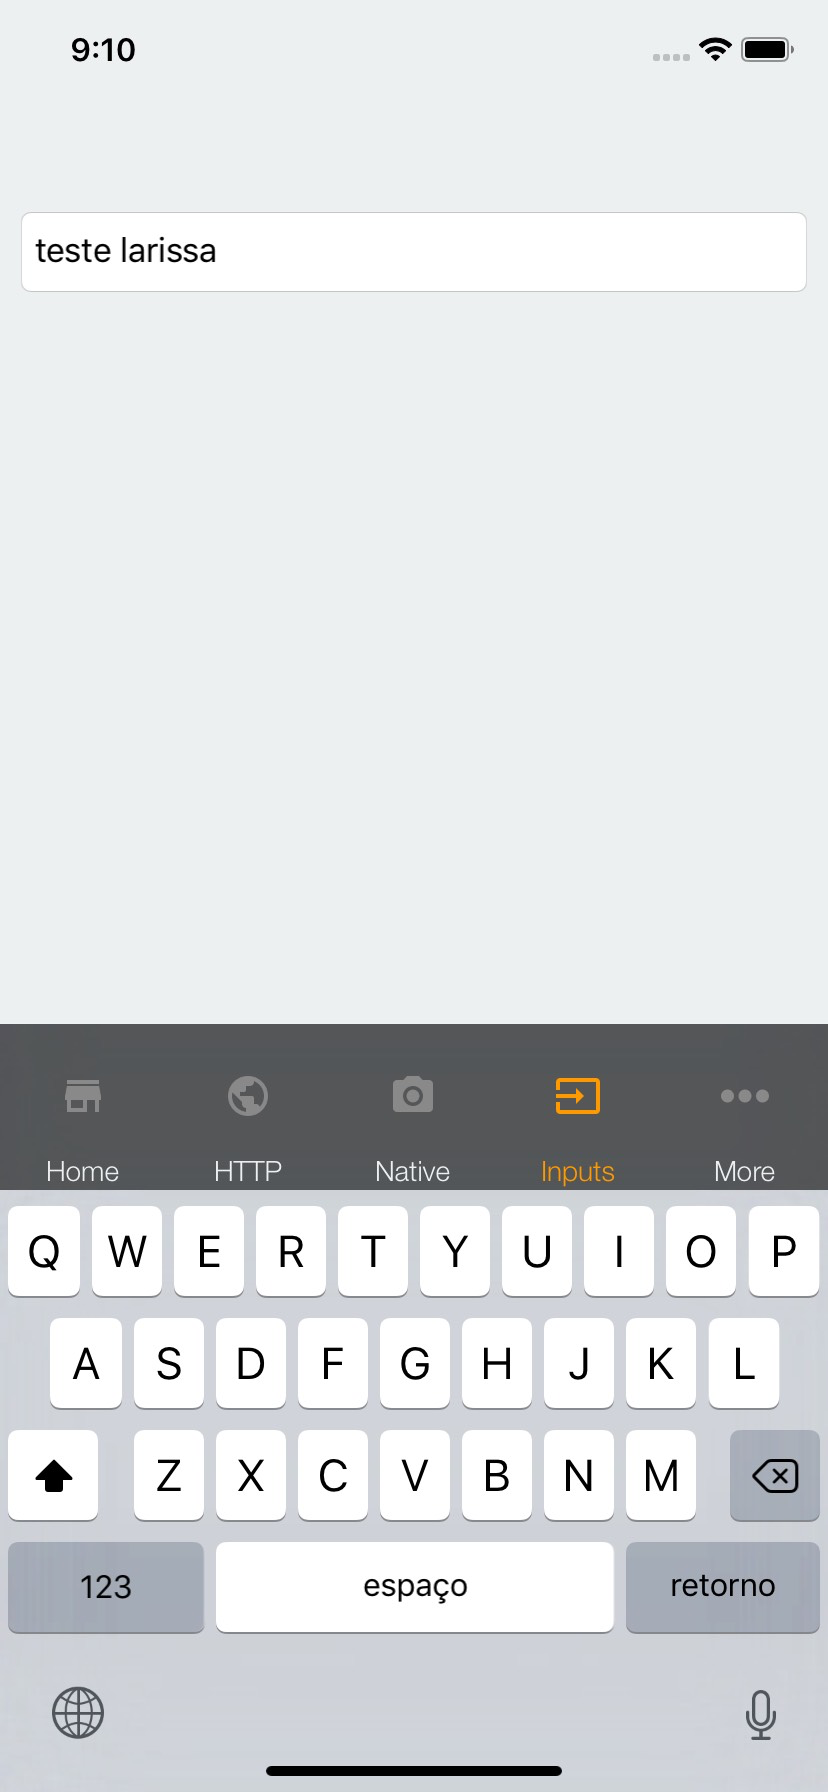 9:10
teste larissa
Home HTTP Native Inputs More
Q W E R T Y U I O P
A S D F G H J K L
Z X C V B N M
123 espaço retorno